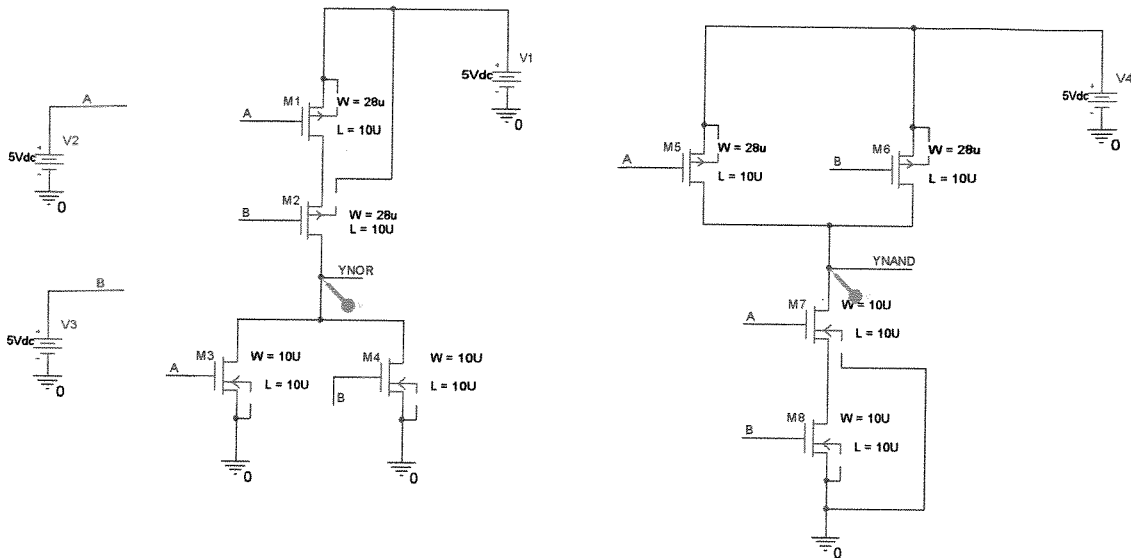 V1
5Vdc
+
-
0
A
V2
5Vdc
+
-
0
B
V3
5Vdc
+
-
0
M1
A
W = 28u
L = 10U
M2
B
W = 28u
L = 10U
YNOR
M3
A
W = 10U
L = 10U
0
M4
B
W = 10U
L = 10U
0
V4
5Vdc
+
-
0
M5
A
W = 28u
L = 10U
M6
B
W = 28u
L = 10U
YNAND
M7
A
W = 10U
L = 10U
M8
B
W = 10U
L = 10U
0